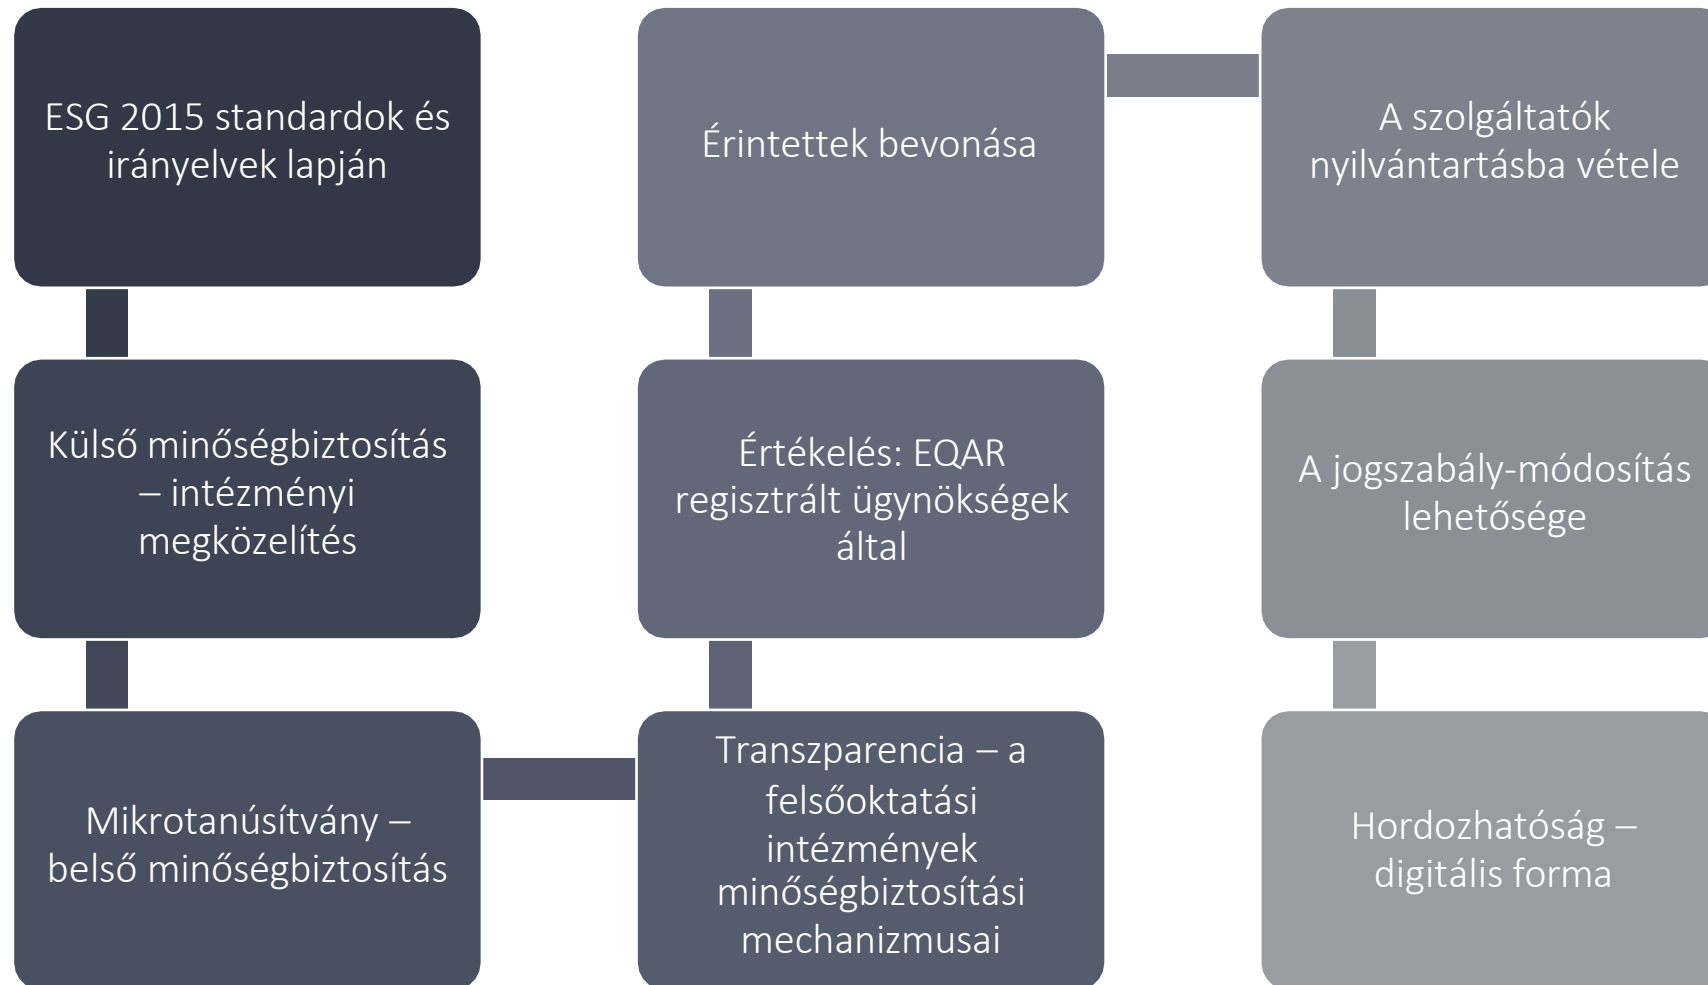 ESG 2015 standardok és
irányelvek lapján
Külső minőségbiztosítás
– intézményi
megközelítés
Mikrotanúsítvány –
belső minőségbiztosítás
Transzparencia – a
felsőoktatási
intézmények
minőségbiztosítási
mechanizmusai
Értékelés: EQAR
regisztrált ügynökségek
által
Érintettek bevonása
A szolgáltatók
nyilvántartásba vétele
A jogszabály-módosítás
lehetősége
Hordozhatóság –
digitális forma